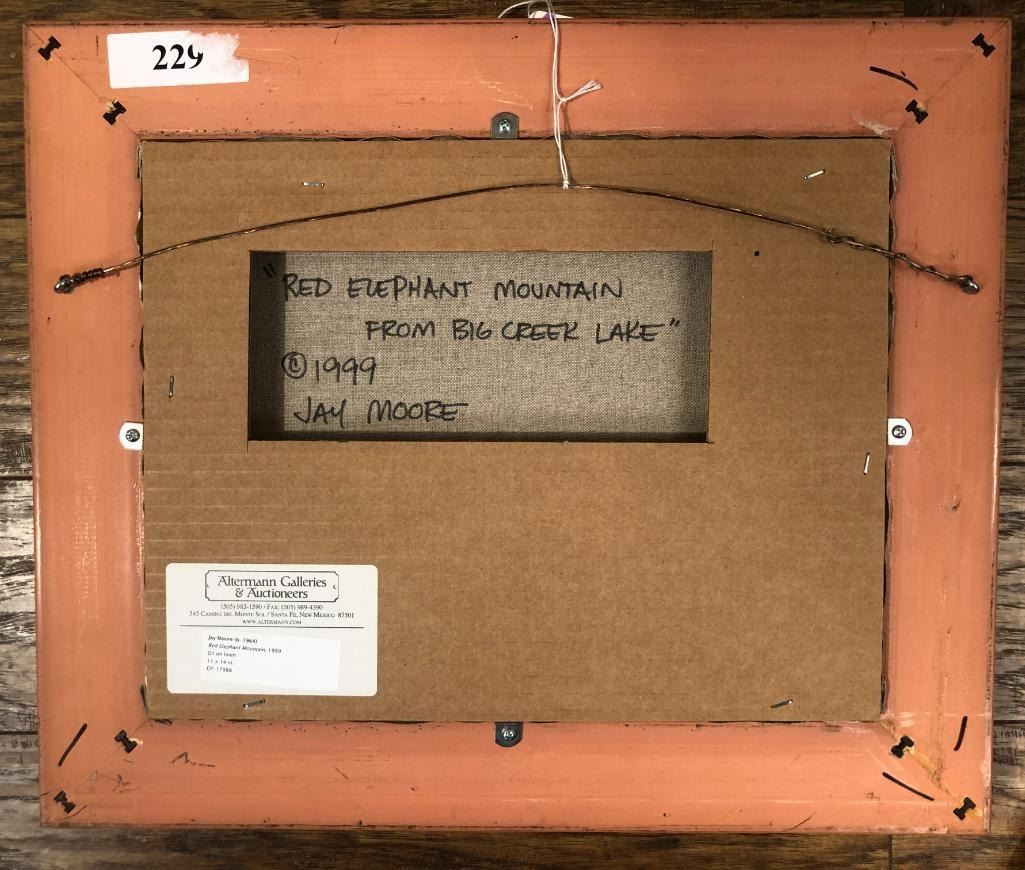 229
"RED ELEPHANT MOUNTAIN
FROM BIG CREEK LAKE"
©1999
JAY MOORE
Altermann Galleries
& Auctioneers
(505) 983-1590 / FAX: (505) 989-4390
345 CAMINO DEL MONTE SOL / SANTA FE, NEW MEXICO 87501
WWW.ALTERMANN.COM
Jay Moore (b. 1964)
Red Elephant Mountain, 1999
Oil on linen
11 x 14 in.
CP-17988